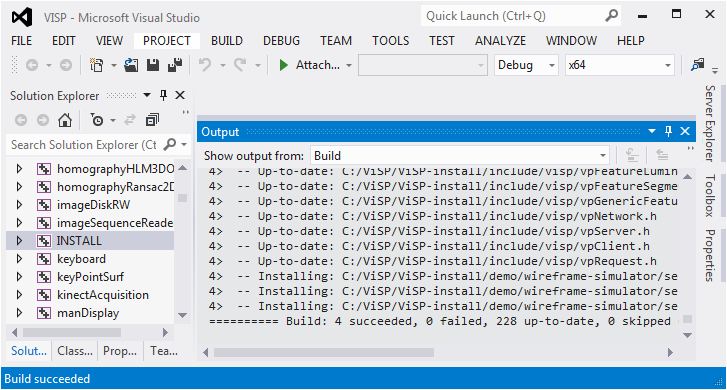 VISP - Microsoft Visual Studio
Quick Launch (Ctrl+Q)
FILE EDIT VIEW PROJECT BUILD DEBUG TEAM TOOLS TEST ANALYZE WINDOW HELP
Attach... Debug x64
Solution Explorer
Search Solution Explorer (Ct
homographyHLM3DO
homographyRansac2D
imageDiskRW
imageSequenceReade
INSTALL
keyboard
keyPointSurf
kinectAcquisition
manDisplay
Solut... Class... Prop... Tea...
Output
Show output from: Build
4> -- Up-to-date: C:/ViSP/ViSP-install/include/visp/vpFeatureLumin
4> -- Up-to-date: C:/ViSP/ViSP-install/include/visp/vpFeatureSegme
4> -- Up-to-date: C:/ViSP/ViSP-install/include/visp/vpGenericFeatu
4> -- Up-to-date: C:/ViSP/ViSP-install/include/visp/vpNetwork.h
4> -- Up-to-date: C:/ViSP/ViSP-install/include/visp/vpServer.h
4> -- Up-to-date: C:/ViSP/ViSP-install/include/visp/vpClient.h
4> -- Up-to-date: C:/ViSP/ViSP-install/include/visp/vpRequest.h
4> -- Installing: C:/ViSP/ViSP-install/demo/wireframe-simulator/se
4> -- Installing: C:/ViSP/ViSP-install/demo/wireframe-simulator/se
4> -- Installing: C:/ViSP/ViSP-install/demo/wireframe-simulator/se
========== Build: 4 succeeded, 0 failed, 228 up-to-date, 0 skipped
Server Explorer
Toolbox
Properties
Build succeeded